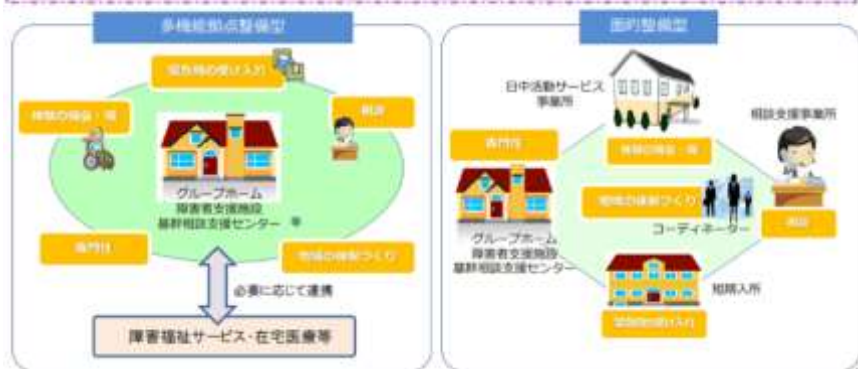 多機能拠点整備型
緊急時の受け入れ
体験の機会・場
相談
グループホーム
障害者支援施設
基幹相談支援センター ※
専門性
地域の体制づくり
必要に応じて連携
障害福祉サービス・在宅医療等
面的整備型
日中活動サービス
事業所
体験の機会・場
相談支援事業所
専門性
地域の体制づくり
コーディネーター
相談
グループホーム
障害者支援施設
基幹相談支援センター
短期入所
緊急時の受け入れ